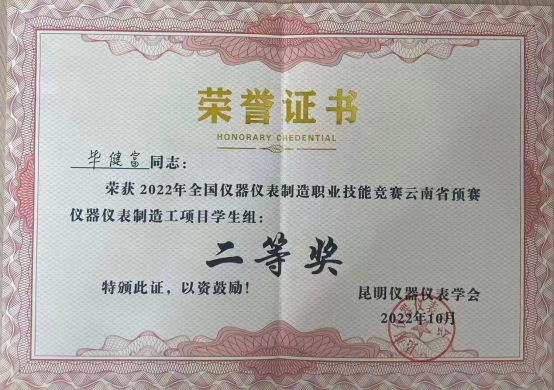 荣誉证书
HONORARY CHEDENTIAL
毕健富同志：
荣获2022年全国仪器仪表制造职业技能竞赛云南省预赛
仪器仪表制造工项目学生组：
二等奖
特颁此证，以资鼓励！
昆明仪器仪表学会
2022年10月